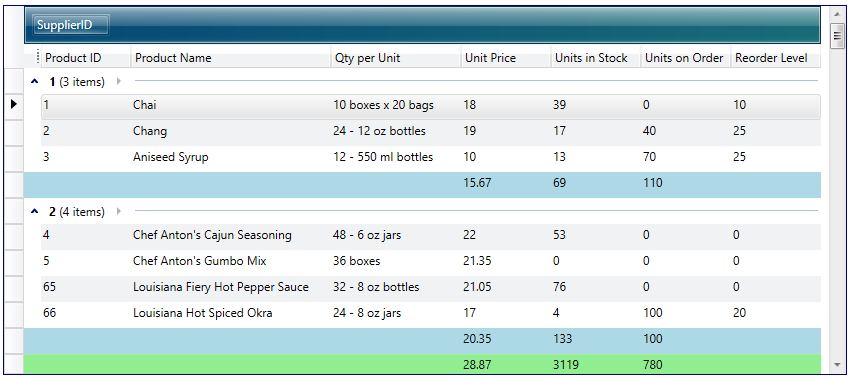 SupplierID
Product ID Product Name Qty per Unit Unit Price Units in Stock Units on Order Reorder Level
1 (3 items)
1 Chai 10 boxes x 20 bags 18 39 0 10
2 Chang 24 - 12 oz bottles 19 17 40 25
3 Aniseed Syrup 12 - 550 ml bottles 10 13 70 25
15.67 69 110
2 (4 items)
4 Chef Anton's Cajun Seasoning 48 - 6 oz jars 22 53 0 0
5 Chef Anton's Gumbo Mix 36 boxes 21.35 0 0 0
65 Louisiana Fiery Hot Pepper Sauce 32 - 8 oz bottles 21.05 76 0 0
66 Louisiana Hot Spiced Okra 24 - 8 oz jars 17 4 100 20
20.35 133 100
28.87 3119 780